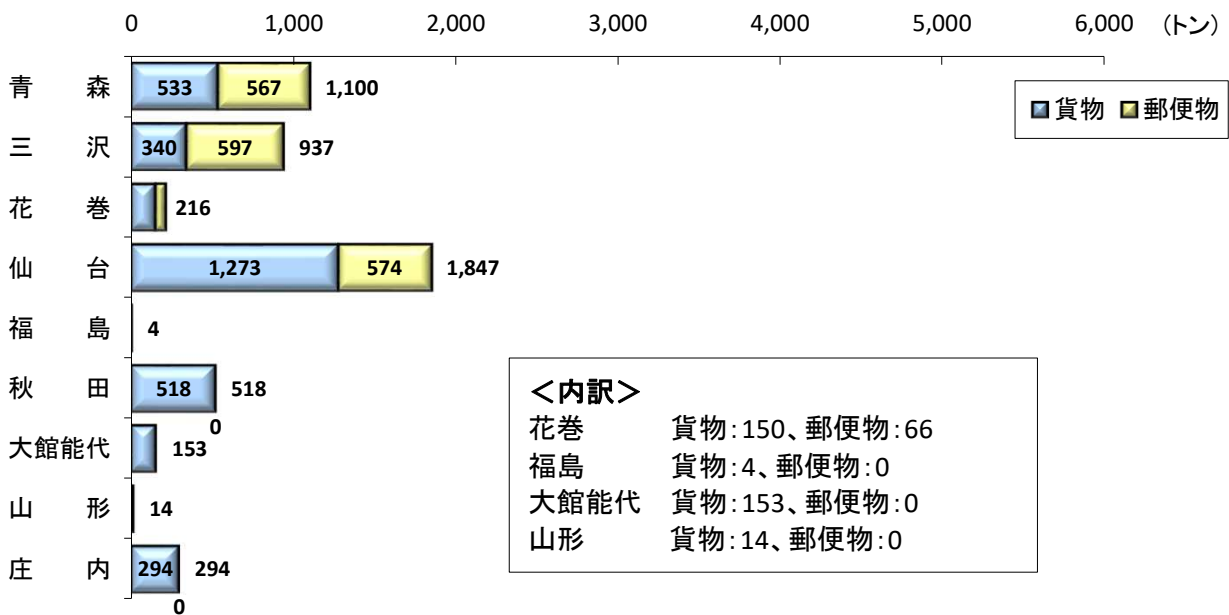 0 1,000 2,000 3,000 4,000 5,000 6,000 (トン)
貨物 郵便物
青 森 533 567 1,100
三 沢 340 597 937
花 巻 216
仙 台 1,273 574 1,847
福 島 4
秋 田 518 518
0
大館能代 153
山 形 14
庄 内 294 294
0
＜内訳＞
花巻 貨物:150、郵便物:66
福島 貨物:4、郵便物:0
大館能代 貨物:153、郵便物:0
山形 貨物:14、郵便物:0